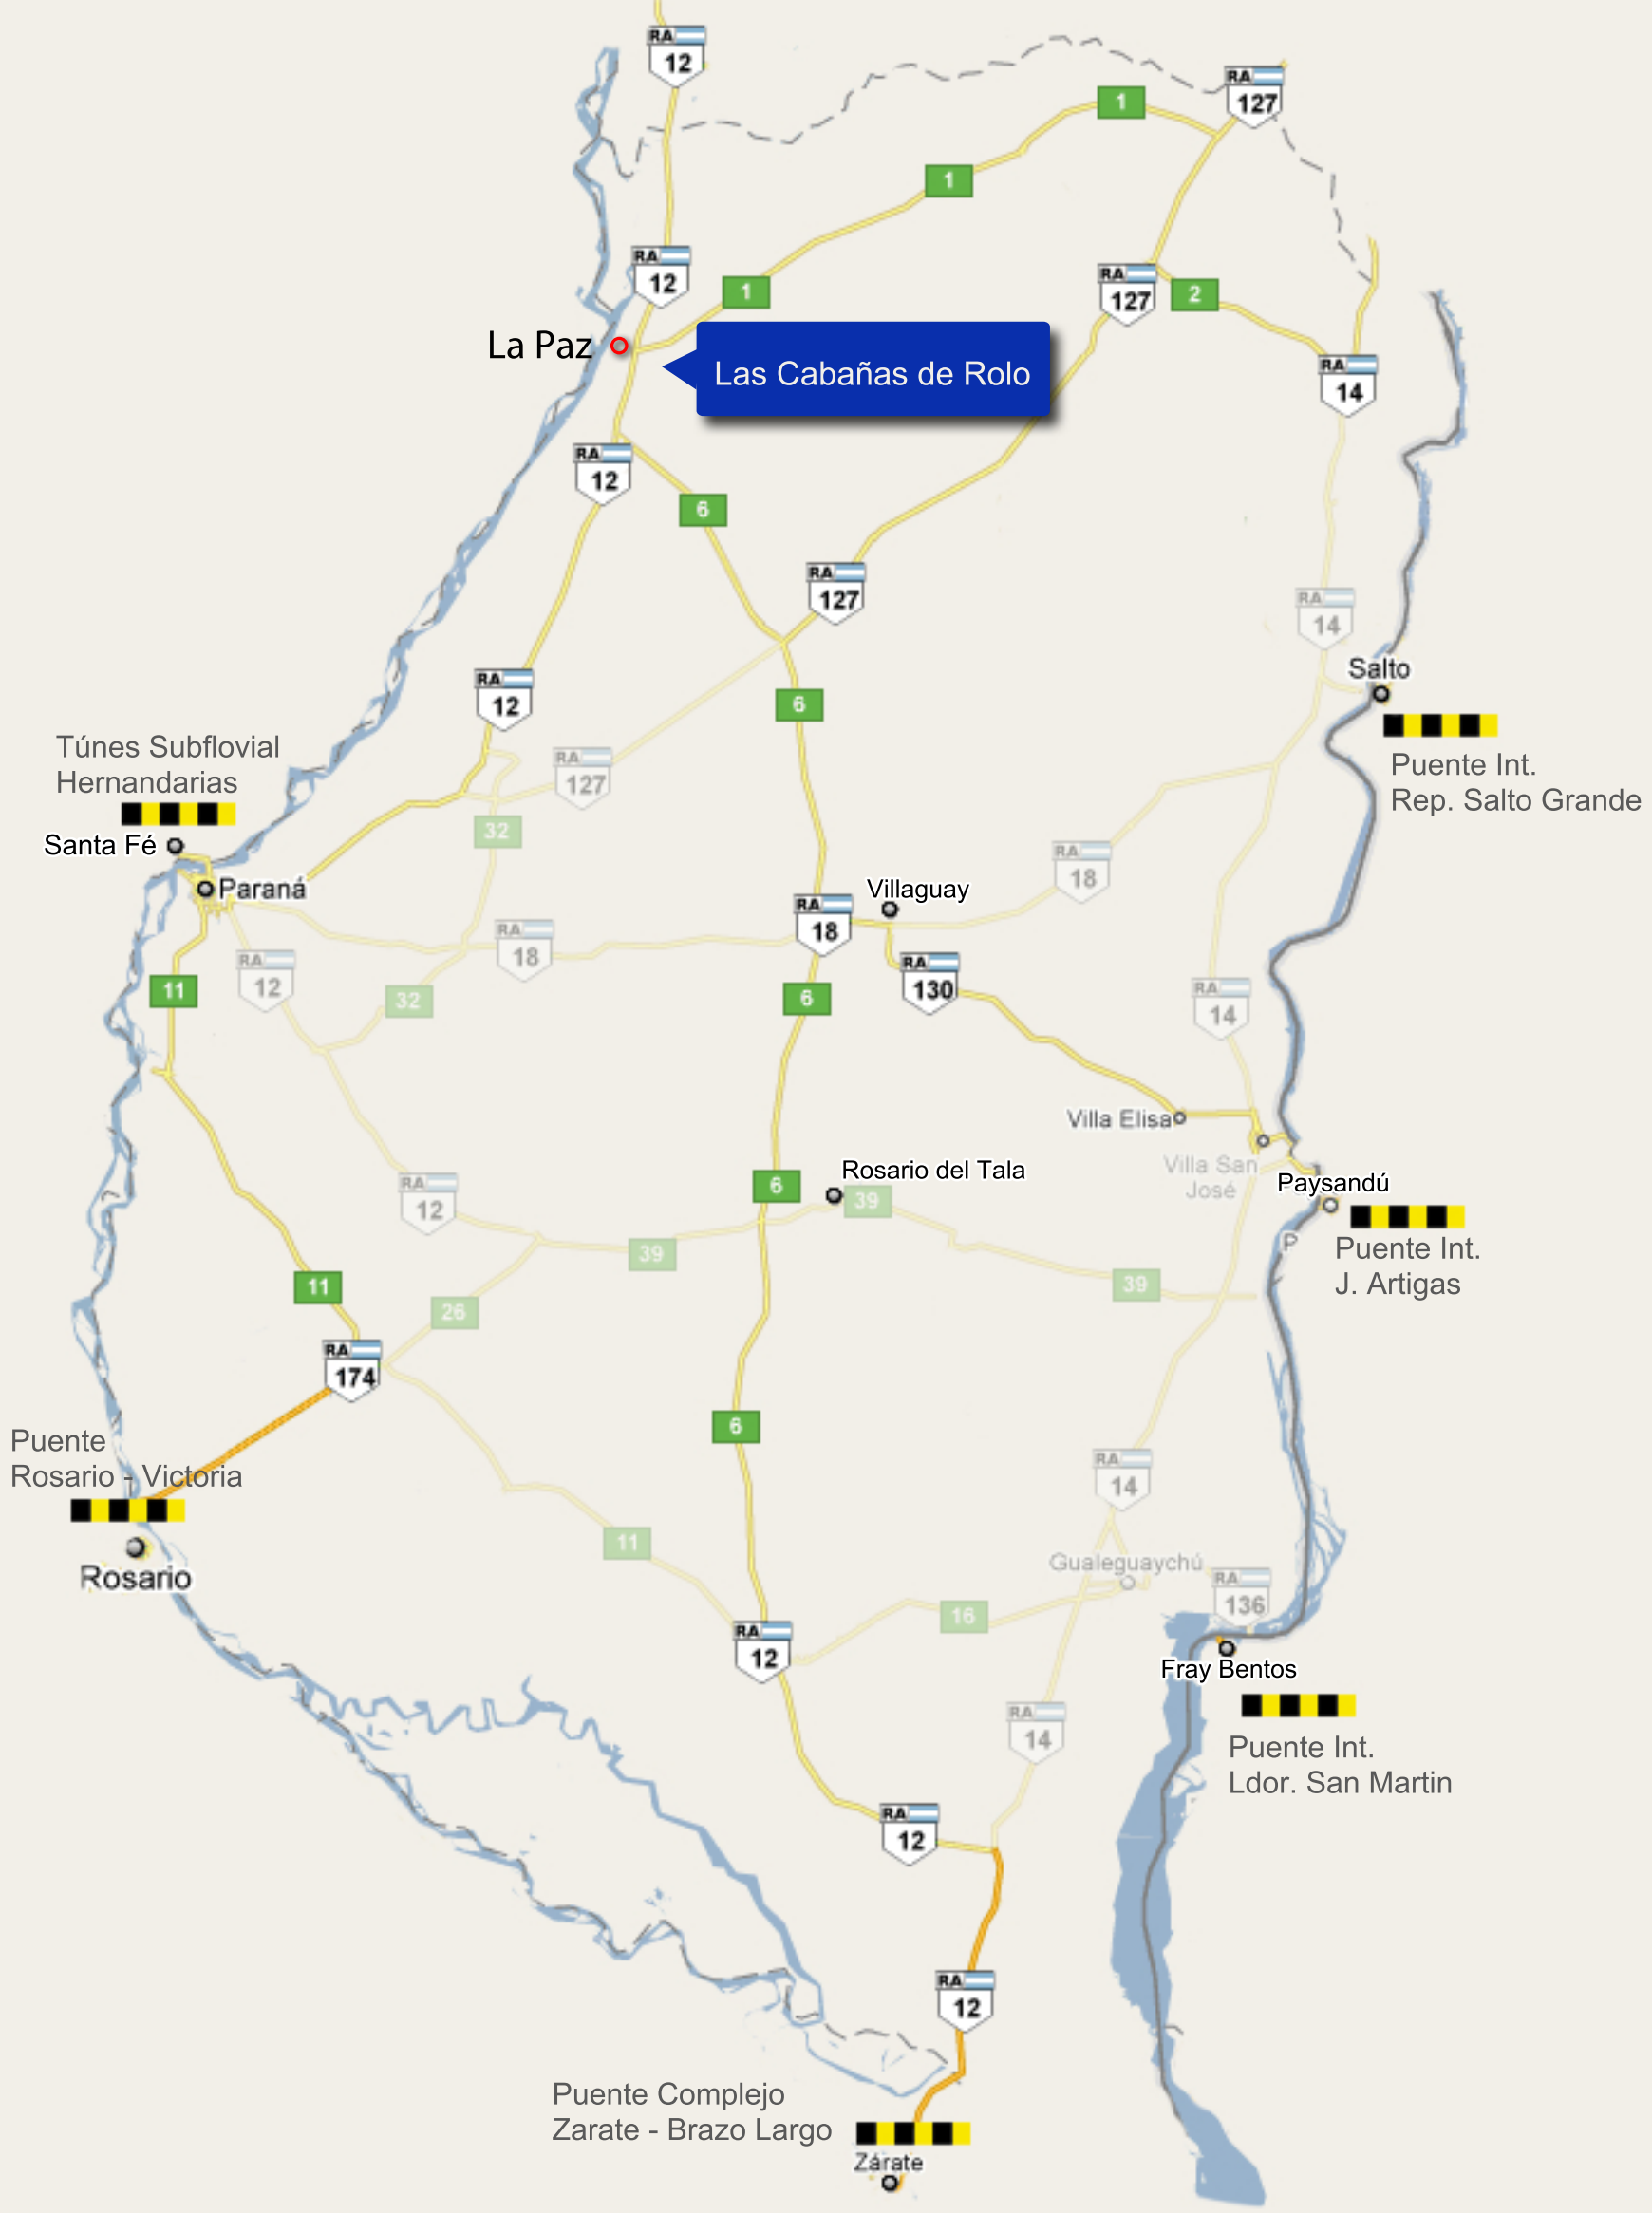 RA
12
RA
127
1
1
RA
12
1
RA
127
2
La Paz
Las Cabañas de Rolo
RA
14
RA
12
6
RA
127
RA
14
Salto
RA
12
6
Puente Int.
Rep. Salto Grande
Túnes Subflovial
Hernandarias
RA
127
32
Santa Fé
Paraná
RA
18
Villaguay
RA
18
RA
18
RA
12
11
32
6
RA
130
RA
14
Villa Elisa
Villa San
José
Paysandú
Puente Int.
J. Artigas
P
RA
12
6
Rosario del Tala
39
39
39
11
26
RA
174
6
Puente
Rosario - Victoria
Rosario
RA
14
11
Gualeguaychú
RA
136
16
RA
12
Fray Bentos
Puente Int.
Ldor. San Martin
RA
14
RA
12
RA
12
Puente Complejo
Zarate - Brazo Largo
Zárate